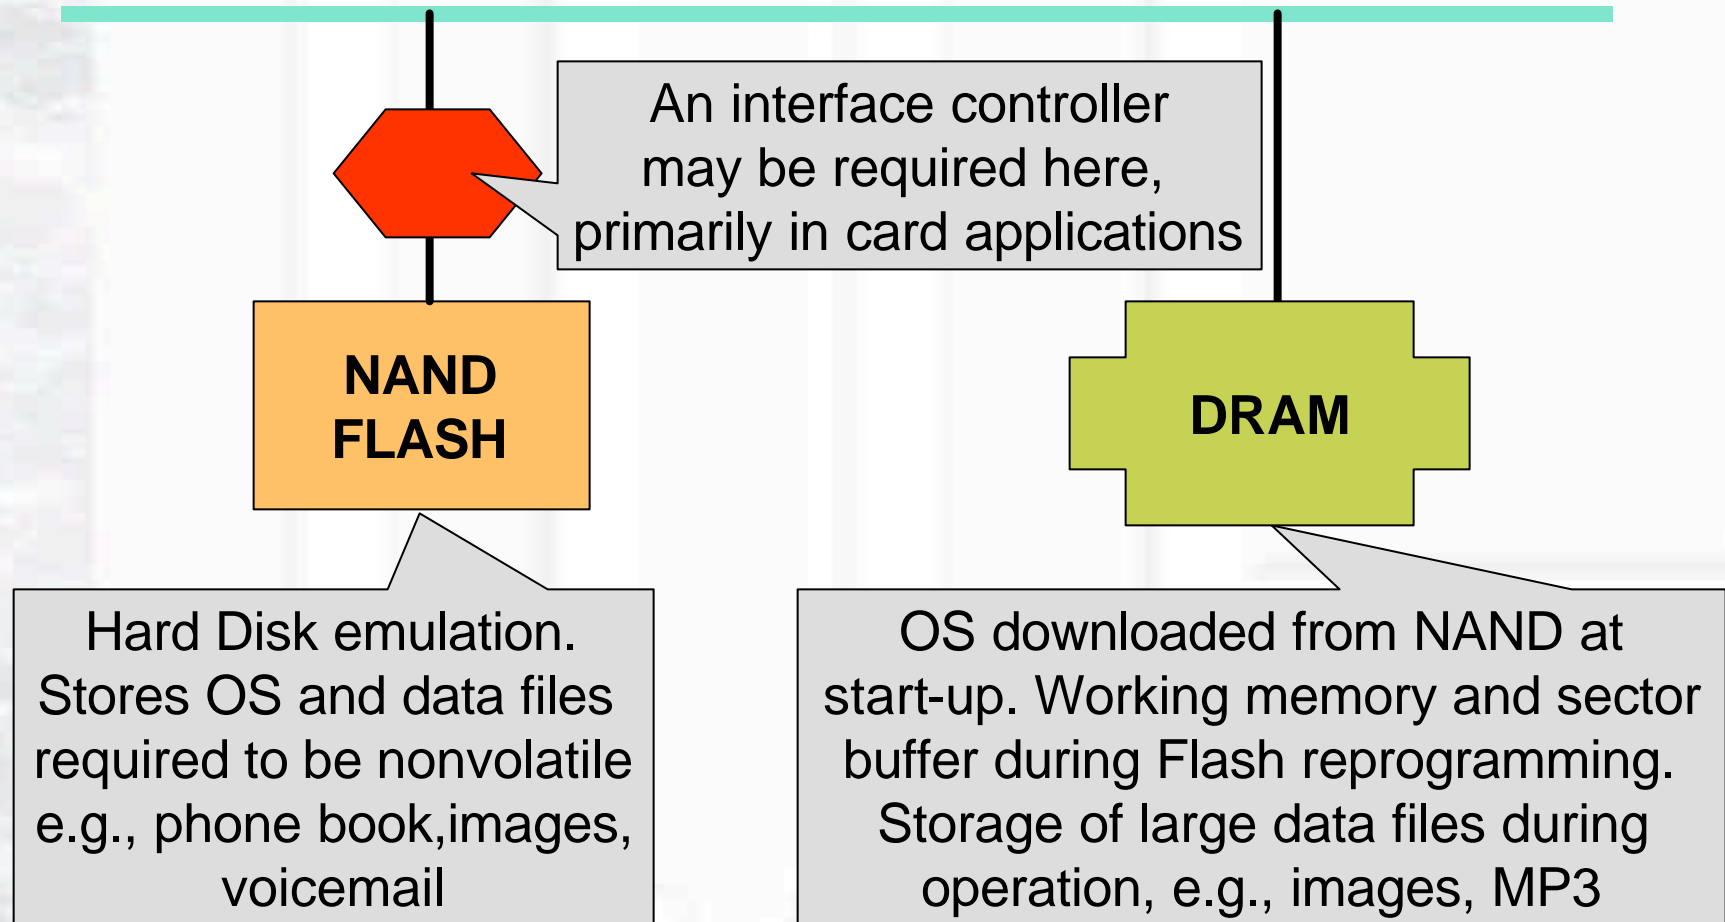 An interface controller
may be required here,
primarily in card applications
NAND
FLASH
DRAM
Hard Disk emulation.
Stores OS and data files
required to be nonvolatile
e.g., phone book,images,
voicemail
OS downloaded from NAND at
start-up. Working memory and sector
buffer during Flash reprogramming.
Storage of large data files during
operation, e.g., images, MP3